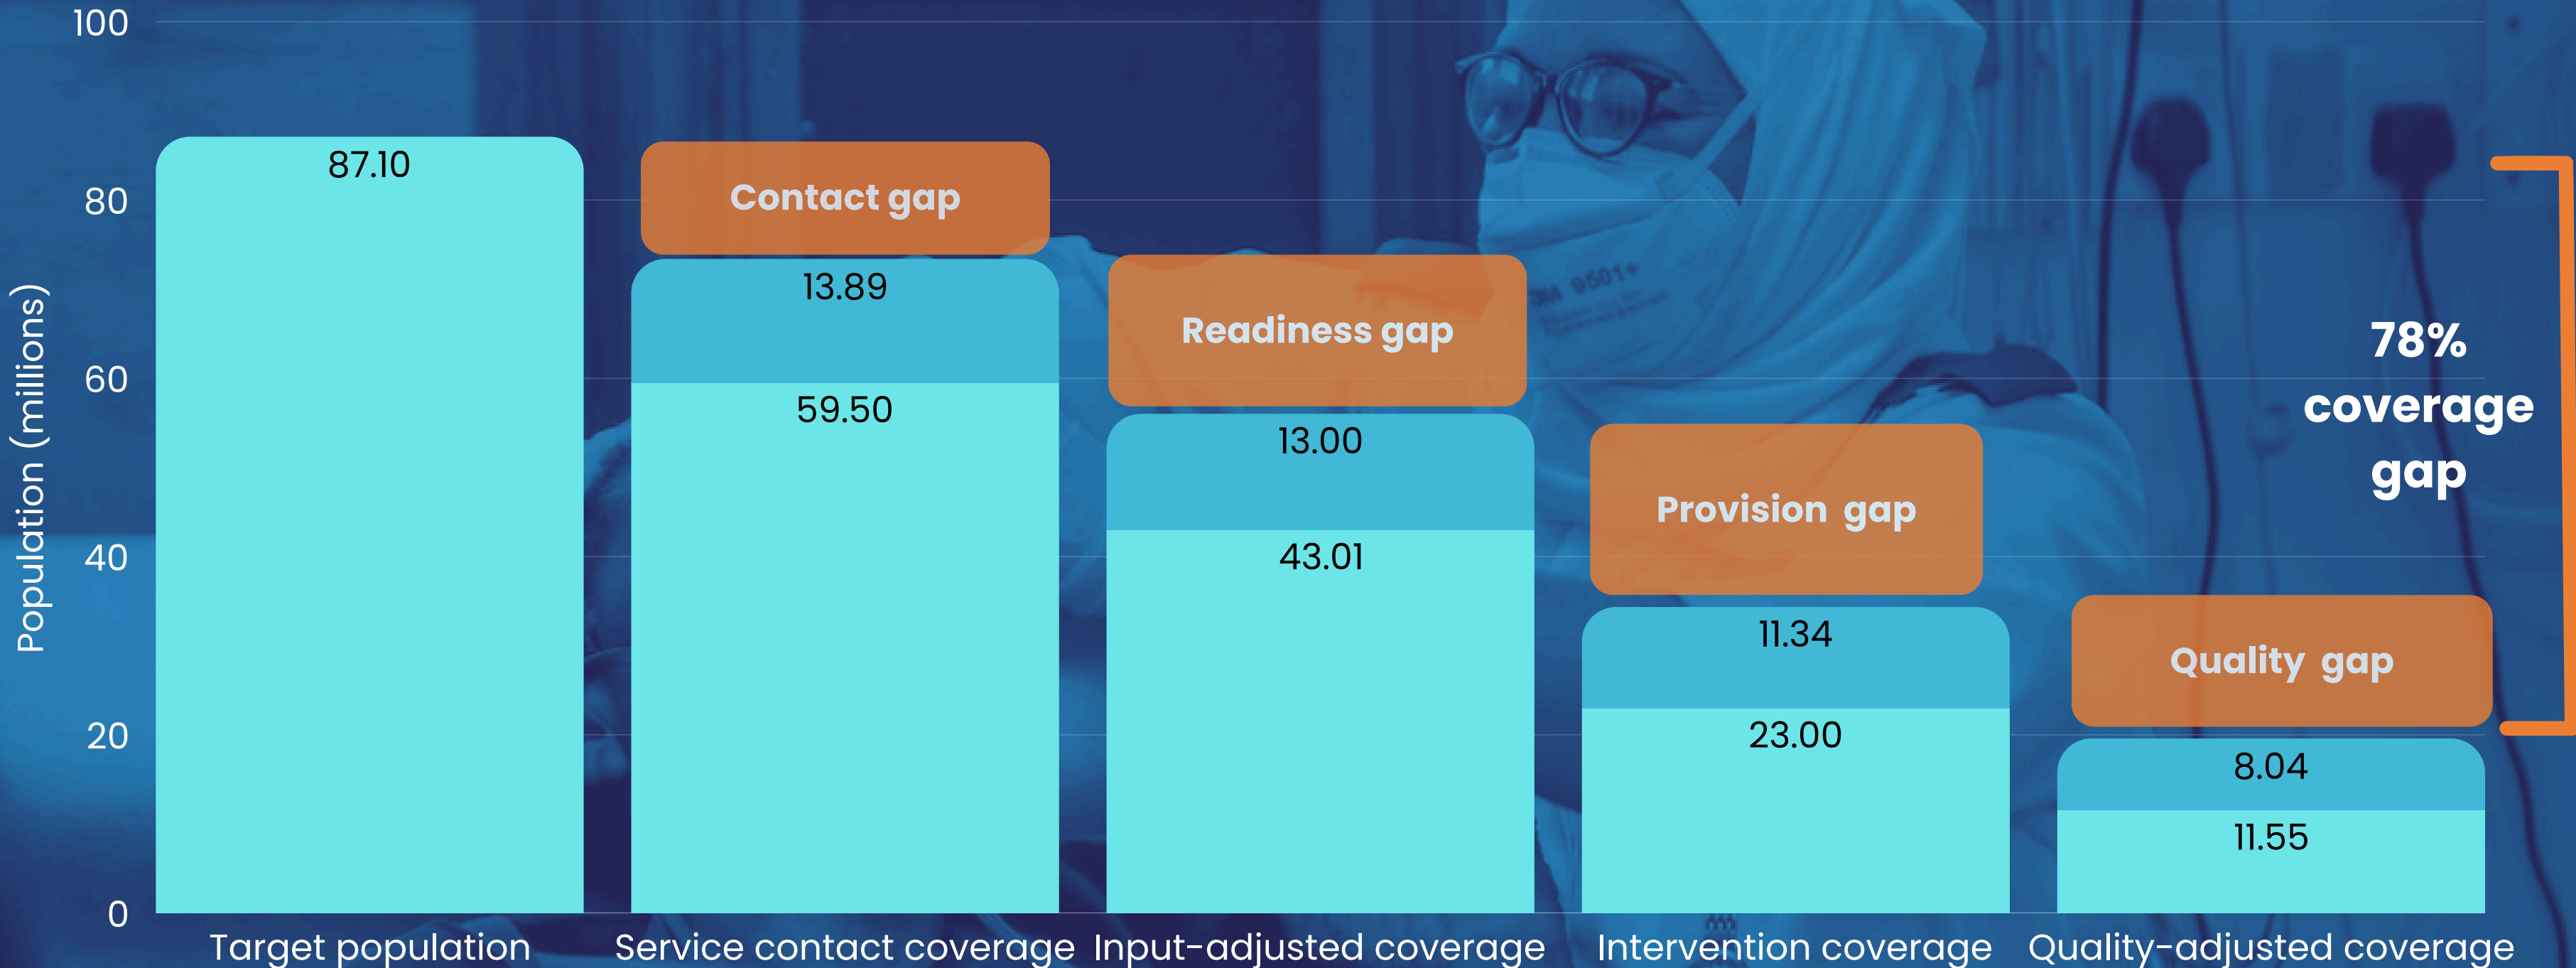 100
80
60
40
20
0
Population (millions)
87.10
Contact gap
13.89
59.50
Readiness gap
13.00
43.01
Provision gap
11.34
23.00
Quality gap
8.04
11.55
78%
coverage
gap
3M 9501+
Target population
Service contact coverage
Input-adjusted coverage
Intervention coverage
Quality-adjusted coverage